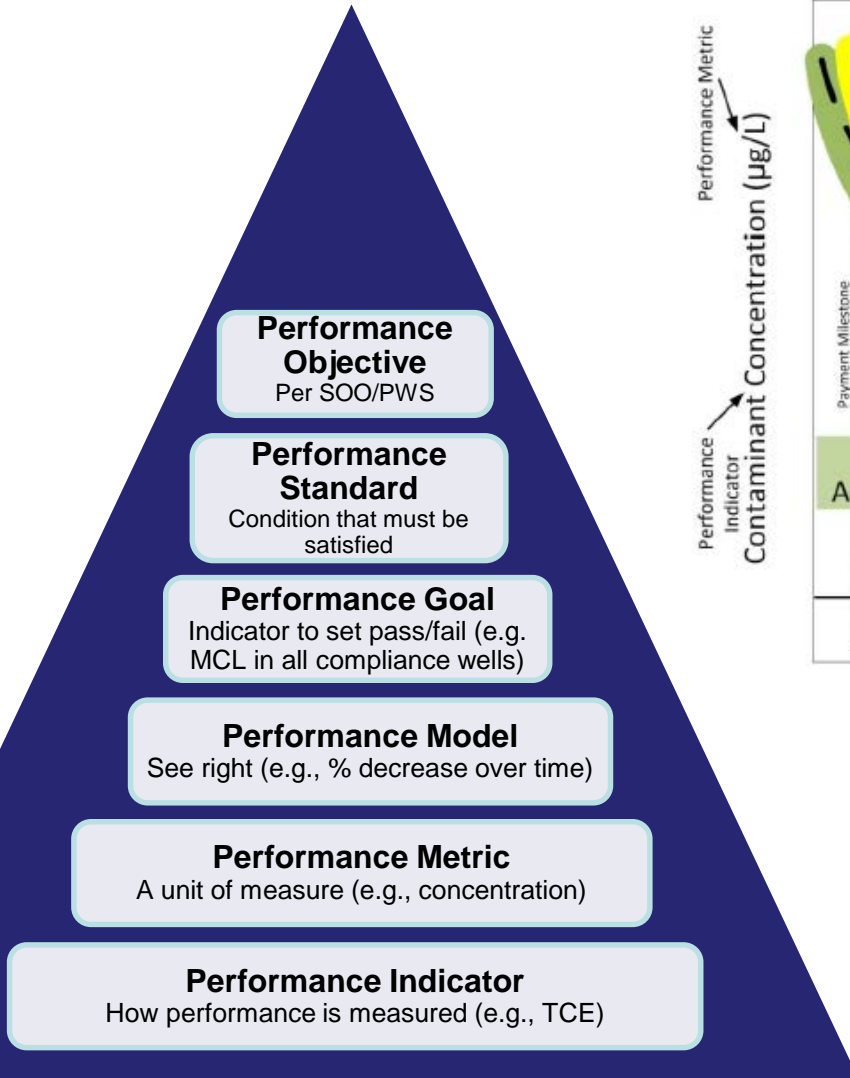 Performance
Objective
Per SOO/PWS
Performance
Standard
Condition that must be
satisfied
Performance Goal
Indicator to set pass/fail (e.g.
MCL in all compliance wells)
Performance Model
See right (e.g., % decrease over time)
Performance Metric
A unit of measure (e.g., concentration)
Performance Indicator
How performance is measured (e.g., TCE)
Performance Metric
Performance
Indicator
Contaminant Concentration (µg/L)
Payment Milestone
A